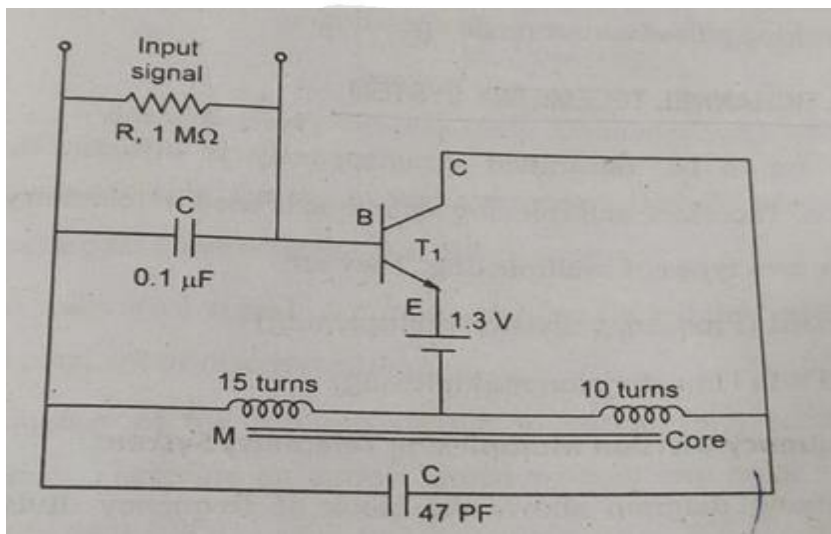 Input
signal
R, 1 MΩ
C
0.1 μF
C
B
T₁
E
1.3 V
15 turns
10 turns
M
Core
C
47 PF